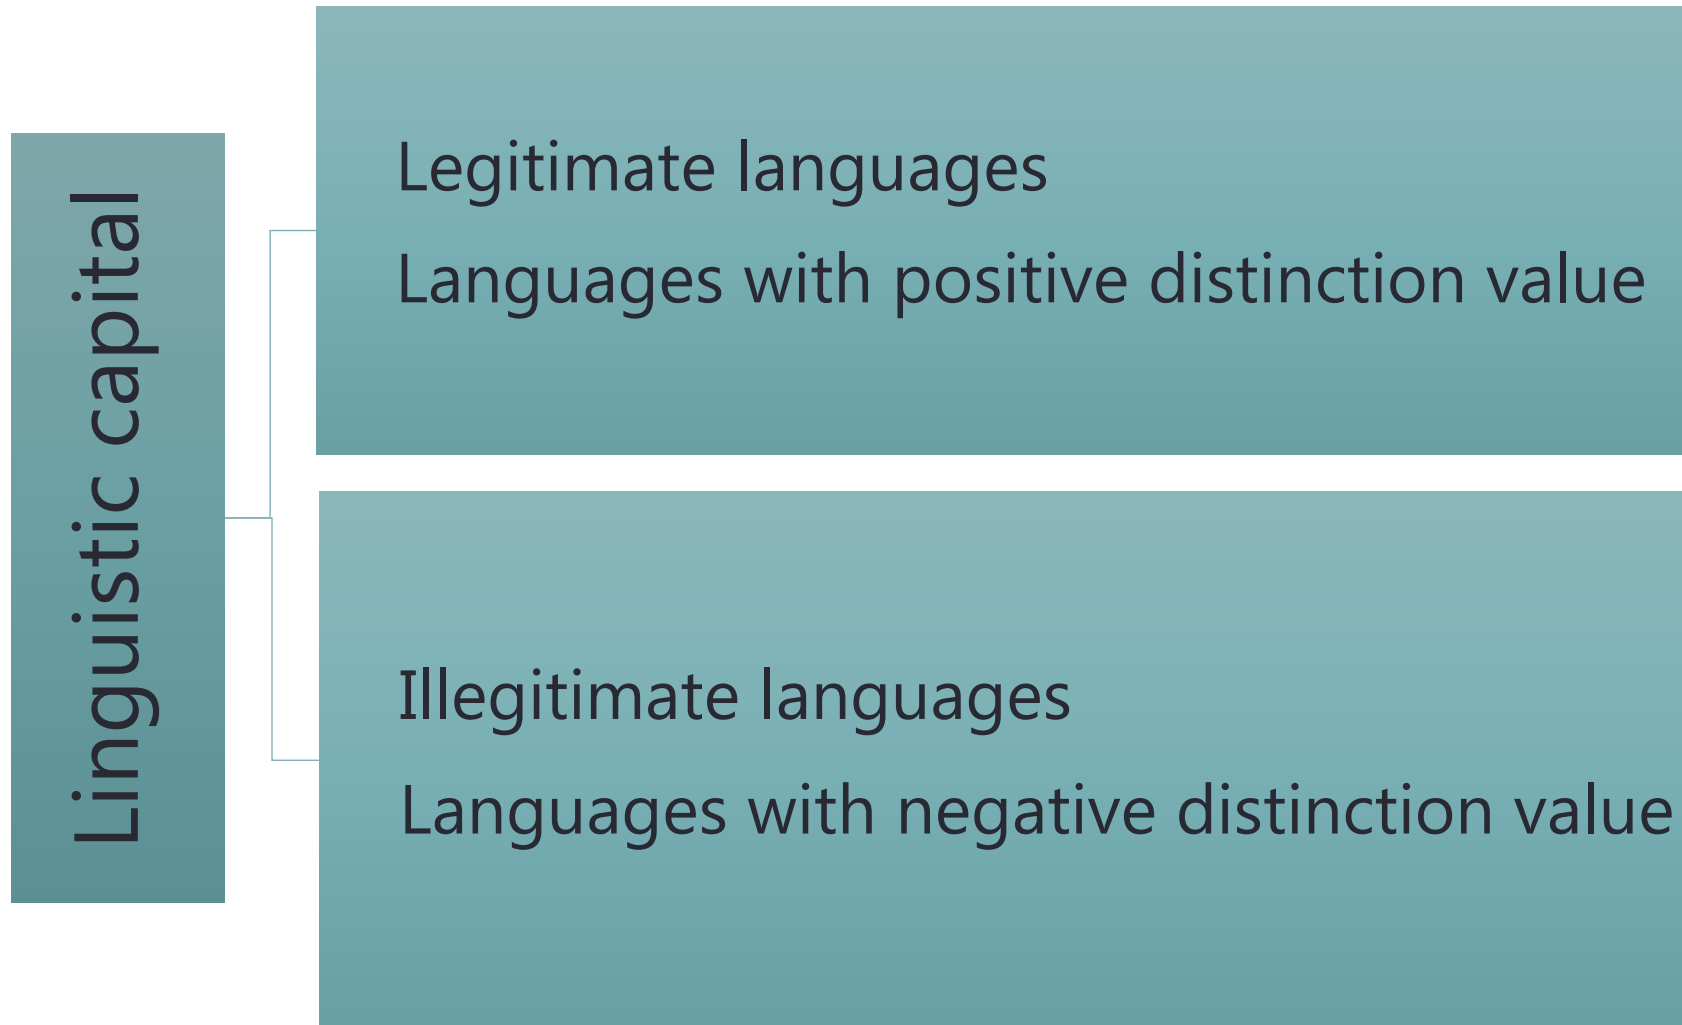 Linguistic capital
Legitimate languages
Languages with positive distinction value
Illegitimate languages
Languages with negative distinction value